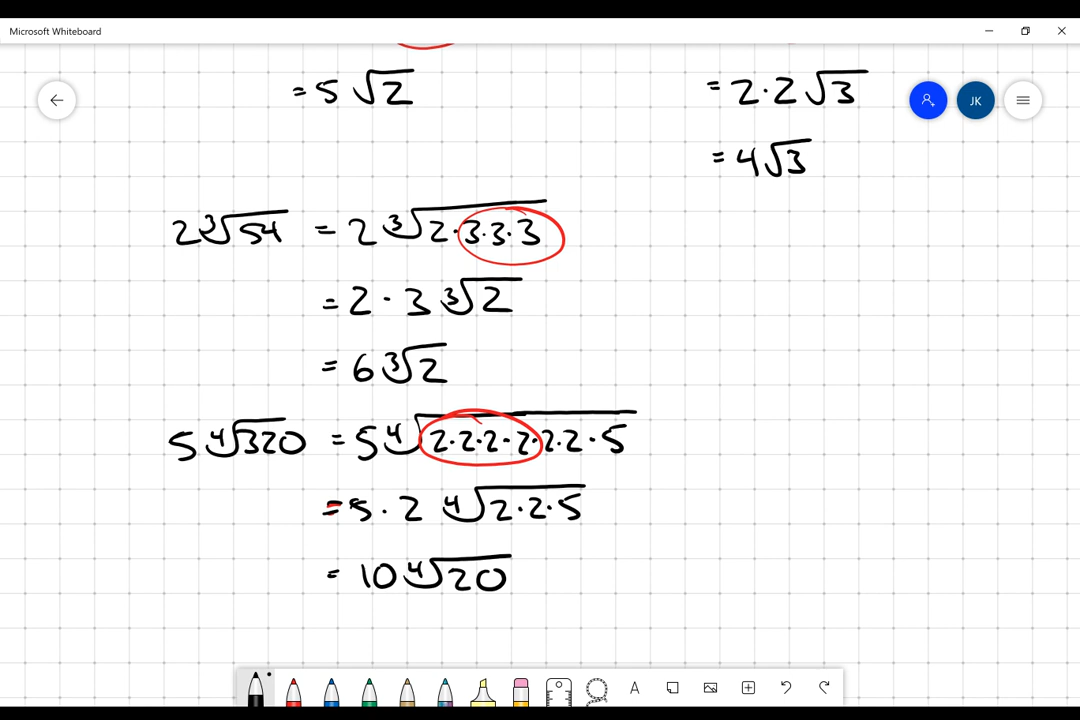 Microsoft Whiteboard
= 5 √2
= 2·2√3
JK
= 4√3
2∛54 = 2∛2·3·3·3
= 2·3∛2
= 6∛2
5∜320 = 5∜2·2·2·2·2·2·5
= 5·2 ∜2·2·5
= 10∜20
A